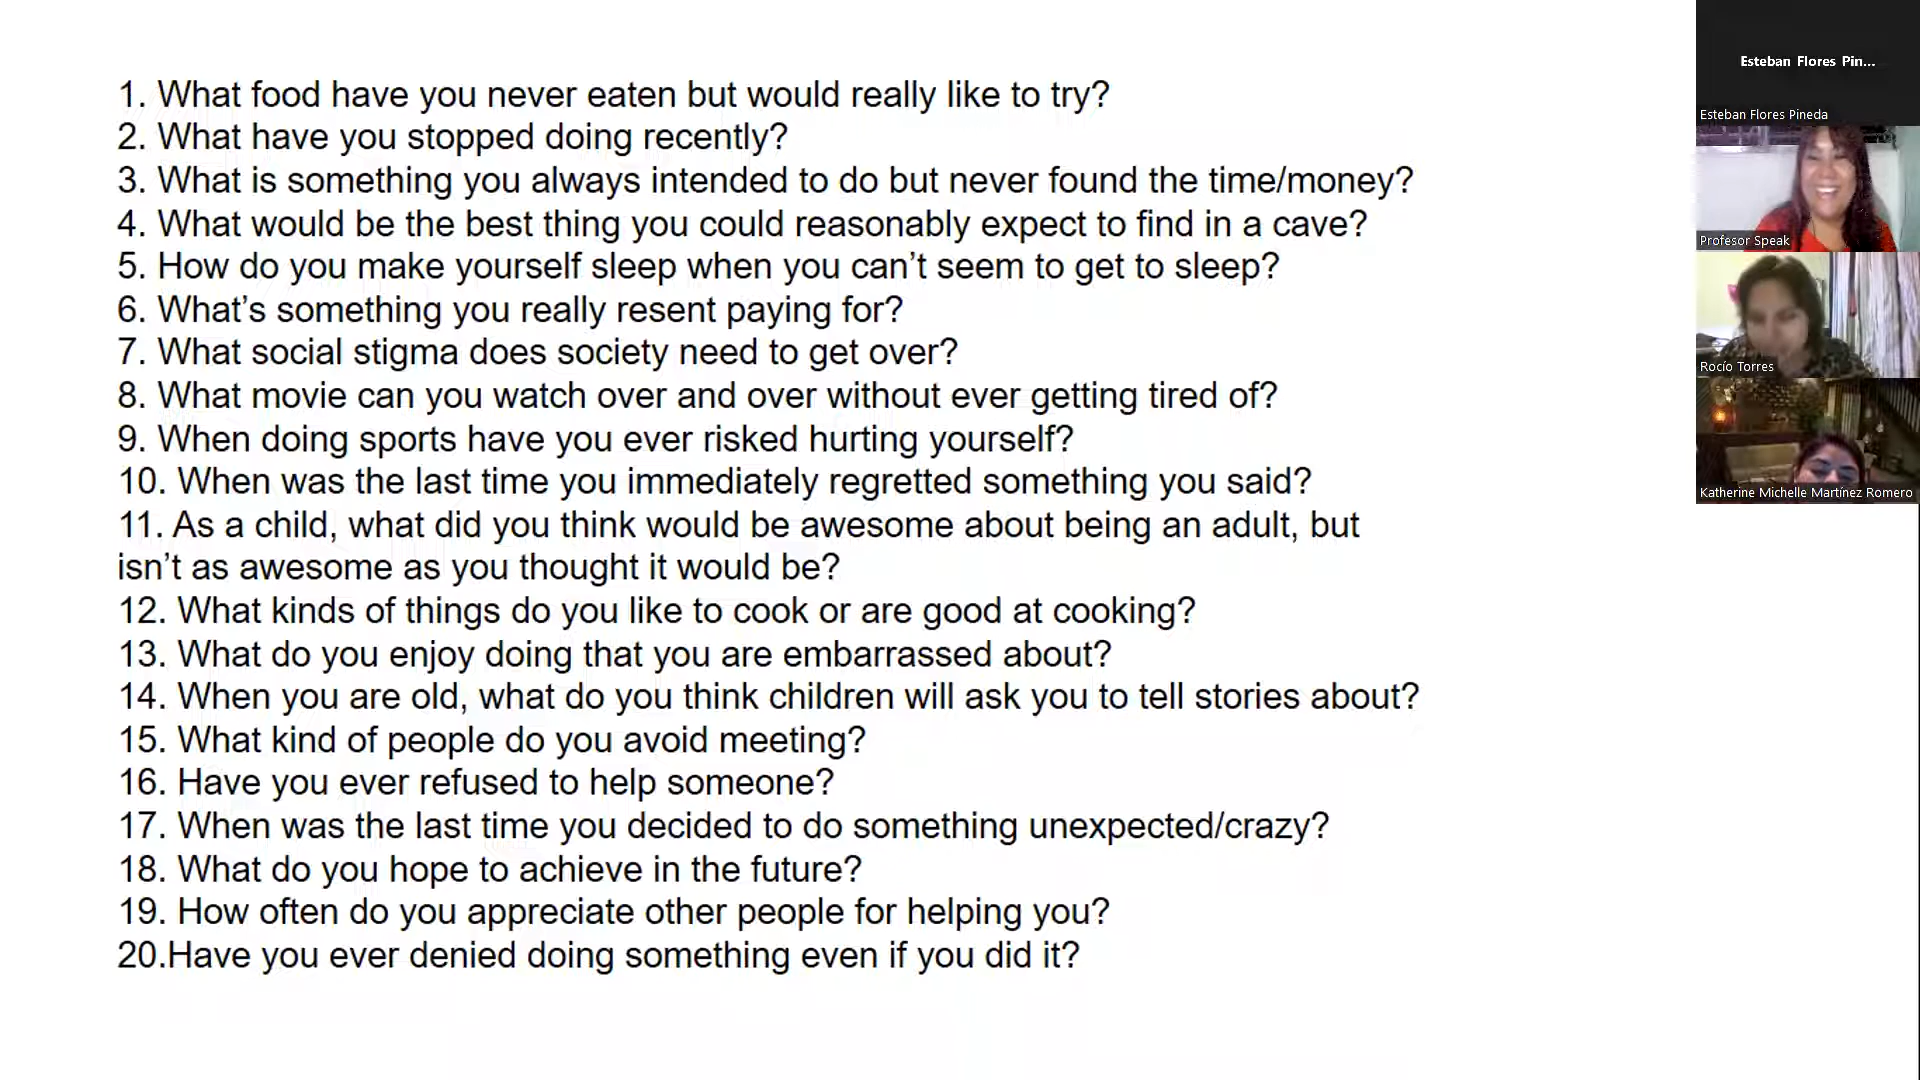 1. What food have you never eaten but would really like to try?
2. What have you stopped doing recently?
3. What is something you always intended to do but never found the time/money?
4. What would be the best thing you could reasonably expect to find in a cave?
5. How do you make yourself sleep when you can’t seem to get to sleep?
6. What’s something you really resent paying for?
7. What social stigma does society need to get over?
8. What movie can you watch over and over without ever getting tired of?
9. When doing sports have you ever risked hurting yourself?
10. When was the last time you immediately regretted something you said?
11. As a child, what did you think would be awesome about being an adult, but
isn’t as awesome as you thought it would be?
12. What kinds of things do you like to cook or are good at cooking?
13. What do you enjoy doing that you are embarrassed about?
14. When you are old, what do you think children will ask you to tell stories about?
15. What kind of people do you avoid meeting?
16. Have you ever refused to help someone?
17. When was the last time you decided to do something unexpected/crazy?
18. What do you hope to achieve in the future?
19. How often do you appreciate other people for helping you?
20.Have you ever denied doing something even if you did it?
Esteban Flores Pin...
Esteban Flores Pineda
Profesor Speak
Rocío Torres
Katherine Michelle Martínez Romero